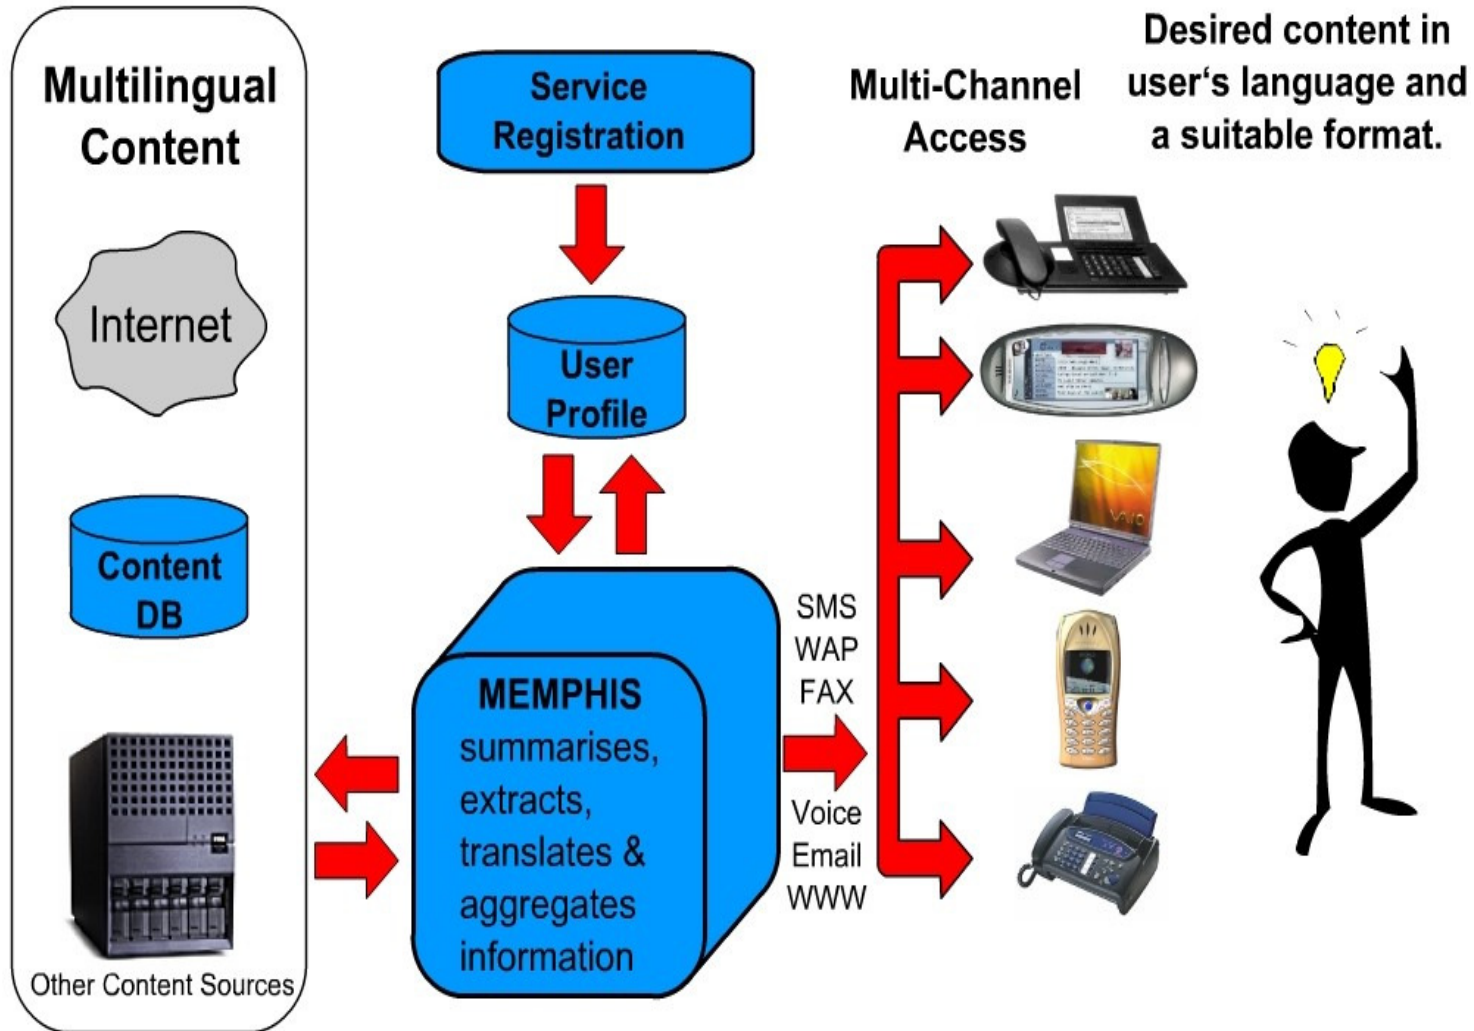 Multilingual
Content
Internet
Content
DB
Other Content Sources
Service
Registration
User
Profile
MEMPHIS
summarises,
extracts,
translates &
aggregates
information
SMS
WAP
FAX
Voice
Email
WWW
Multi-Channel
Access
VAIO
Desired content in
user‘s language and
a suitable format.